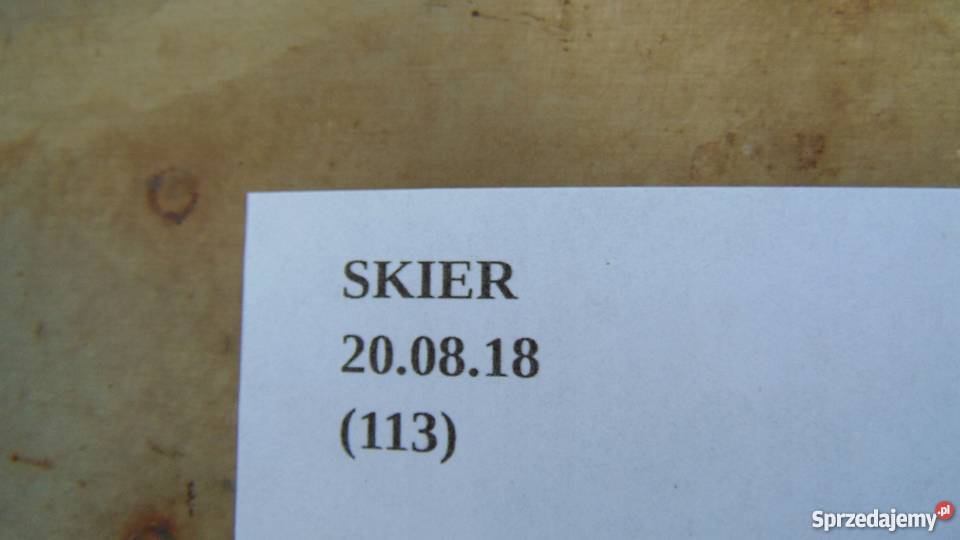 SKIER
20.08.18
(113)
Sprzedajemy.pl